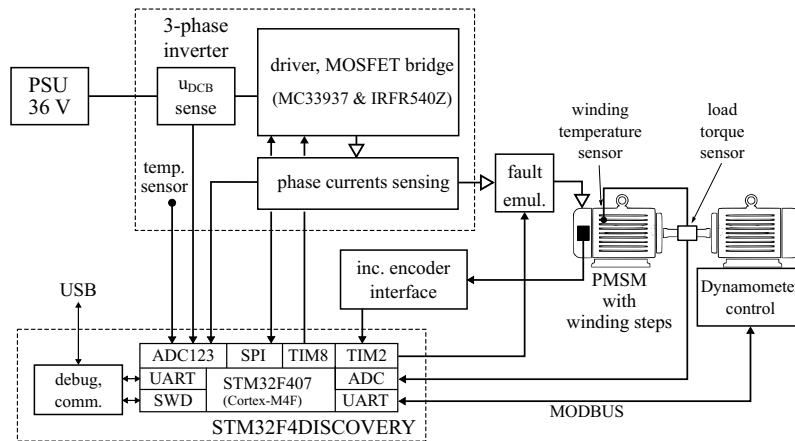 3-phase
inverter
PSU
36 V
uDCB
sense
driver, MOSFET bridge
(MC33937 & IRFR540Z)
temp.
sensor
phase currents sensing
fault
emul.
winding
temperature
sensor
load
torque
sensor
inc. encoder
interface
PMSM
with
winding steps
Dynamometer
control
USB
debug,
comm.
ADC123
SPI
TIM8
TIM2
UART
STM32F407
ADC
SWD
(Cortex-M4F)
UART
MODBUS
STM32F4DISCOVERY